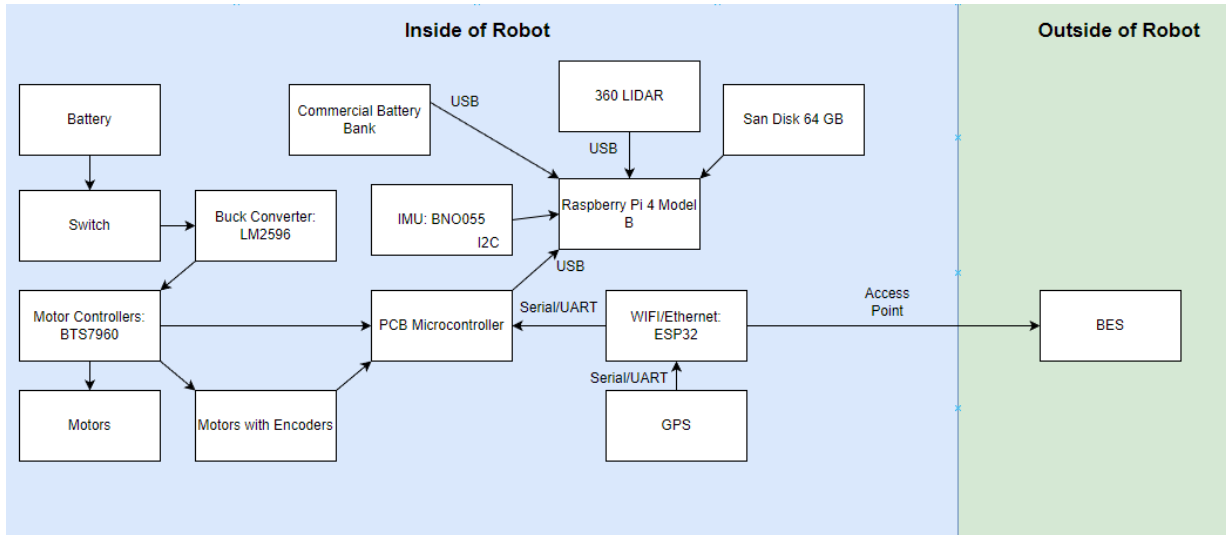 Inside of Robot
Outside of Robot
Battery
Commercial Battery
Bank
USB
360 LIDAR
San Disk 64 GB
USB
Switch
Buck Converter:
LM2596
IMU: BNO055
I2C
Raspberry Pi 4 Model
B
USB
Motor Controllers:
BTS7960
PCB Microcontroller
Serial/UART
WIFI/Ethernet:
ESP32
Access
Point
BES
Serial/UART
Motors
Motors with Encoders
GPS